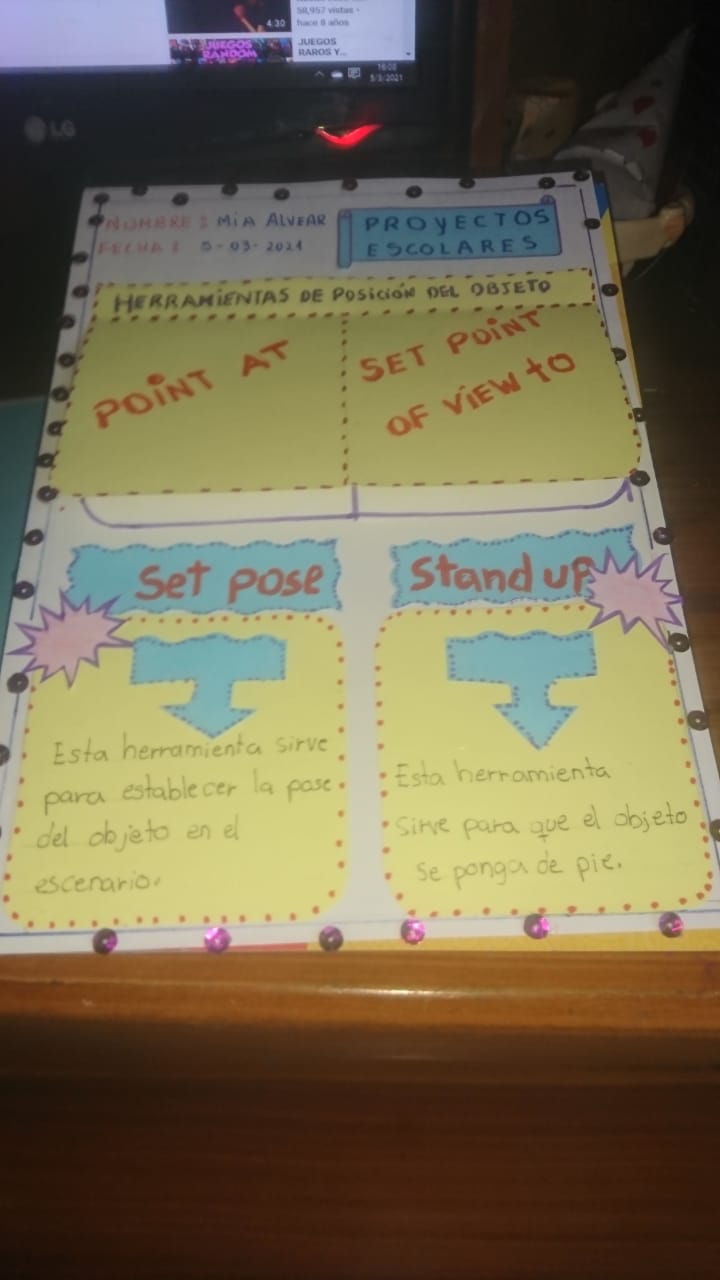 4:30
58,957 vistas •
hace 8 años
JUEGOS
RANDOM
JUEGOS
RAROS Y...
16:08
5/3/2021
LG
NOMBRE: MIA ALVEAR
FECHA: 5-03-2021
PROYECTOS
ESCOLARES
HERRAMIENTAS DE POSICIÓN DEL OBJETO
POINT AT
SET POINT
OF VIEW TO
Set pose
Stand up
Esta herramienta sirve
para establecer la pose
del objeto en el
escenario.
Esta herramienta
sirve para que el objeto
se ponga de pie.